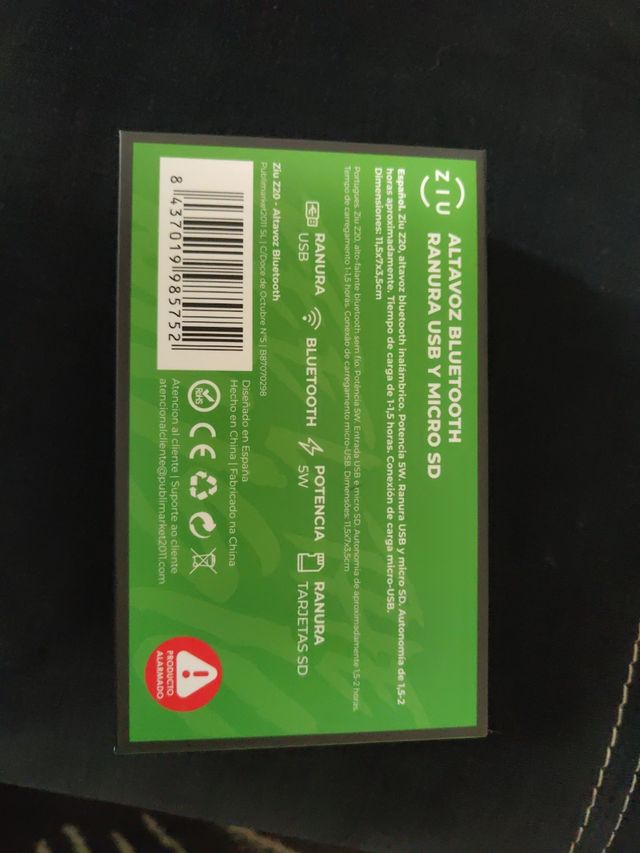 ZIU
ALTAVOZ BLUETOOTH
RANURA USB Y MICRO SD
Español. Ziu Z20, altavoz bluetooth inalámbrico. Potencia 5W. Ranura USB y micro SD. Autonomía de 1,5-2
horas aproximadamente. Tiempo de carga de 1-1,5 horas. Conexión de carga micro-USB.
Dimensiones: 11,5x7x3,5cm
Portugues. Ziu Z20, alto-falante bluetooth sem fio. Potência 5W. Entrada USB e micro SD. Autonomia de aproximadamente 1,5-2 horas.
Tempo de carregamento 1-1,5 horas. Conexão de carregamento micro-USB. Dimensões: 11,5x7x3,5cm
RANURA
USB
BLUETOOTH
POTENCIA
5W
RANURA
TARJETAS SD
Ziu Z20 - Altavoz Bluetooth
Publimarket2011 SL | C/Doce de Octubre Nº5 | B87070298
8 437019 985752
Diseñado en España
Hecho en China | Fabricado na China
RHS
CE
Atencion al cliente | Suporte ao cliente
atencionalcliente@publimarket2011.com
PRODUCTO
ALARMADO